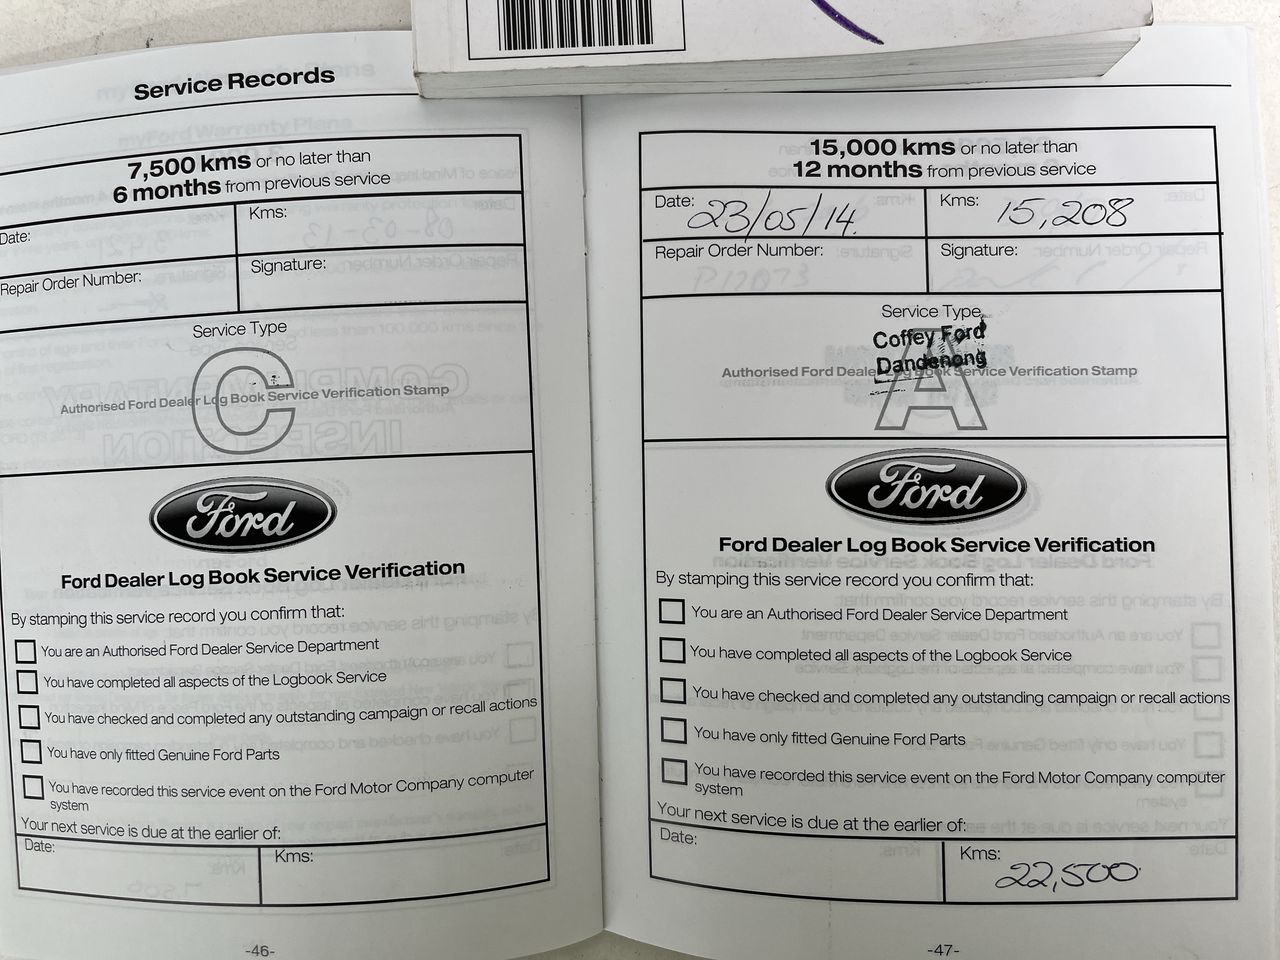 Service Records
7,500 kms or no later than
6 months from previous service
Date:
Kms:
Repair Order Number:
Signature:
Service Type
C
Authorised Ford Dealer Log Book Service Verification Stamp
Ford
Ford Dealer Log Book Service Verification
By stamping this service record you confirm that:
You are an Authorised Ford Dealer Service Department
You have completed all aspects of the Logbook Service
You have checked and completed any outstanding campaign or recall actions
You have only fitted Genuine Ford Parts
You have recorded this service event on the Ford Motor Company computer
system
Your next service is due at the earlier of:
Date:
Kms:
-46-
15,000 kms or no later than
12 months from previous service
Date: 23/05/14.
Kms: 15,208
Repair Order Number:
Signature:
Service Type
Coffey Ford
Dandenong
A
Authorised Ford Dealer Log Book Service Verification Stamp
Ford
Ford Dealer Log Book Service Verification
By stamping this service record you confirm that:
You are an Authorised Ford Dealer Service Department
You have completed all aspects of the Logbook Service
You have checked and completed any outstanding campaign or recall actions
You have only fitted Genuine Ford Parts
You have recorded this service event on the Ford Motor Company computer
system
Your next service is due at the earlier of:
Date:
Kms: 22,500
-47-